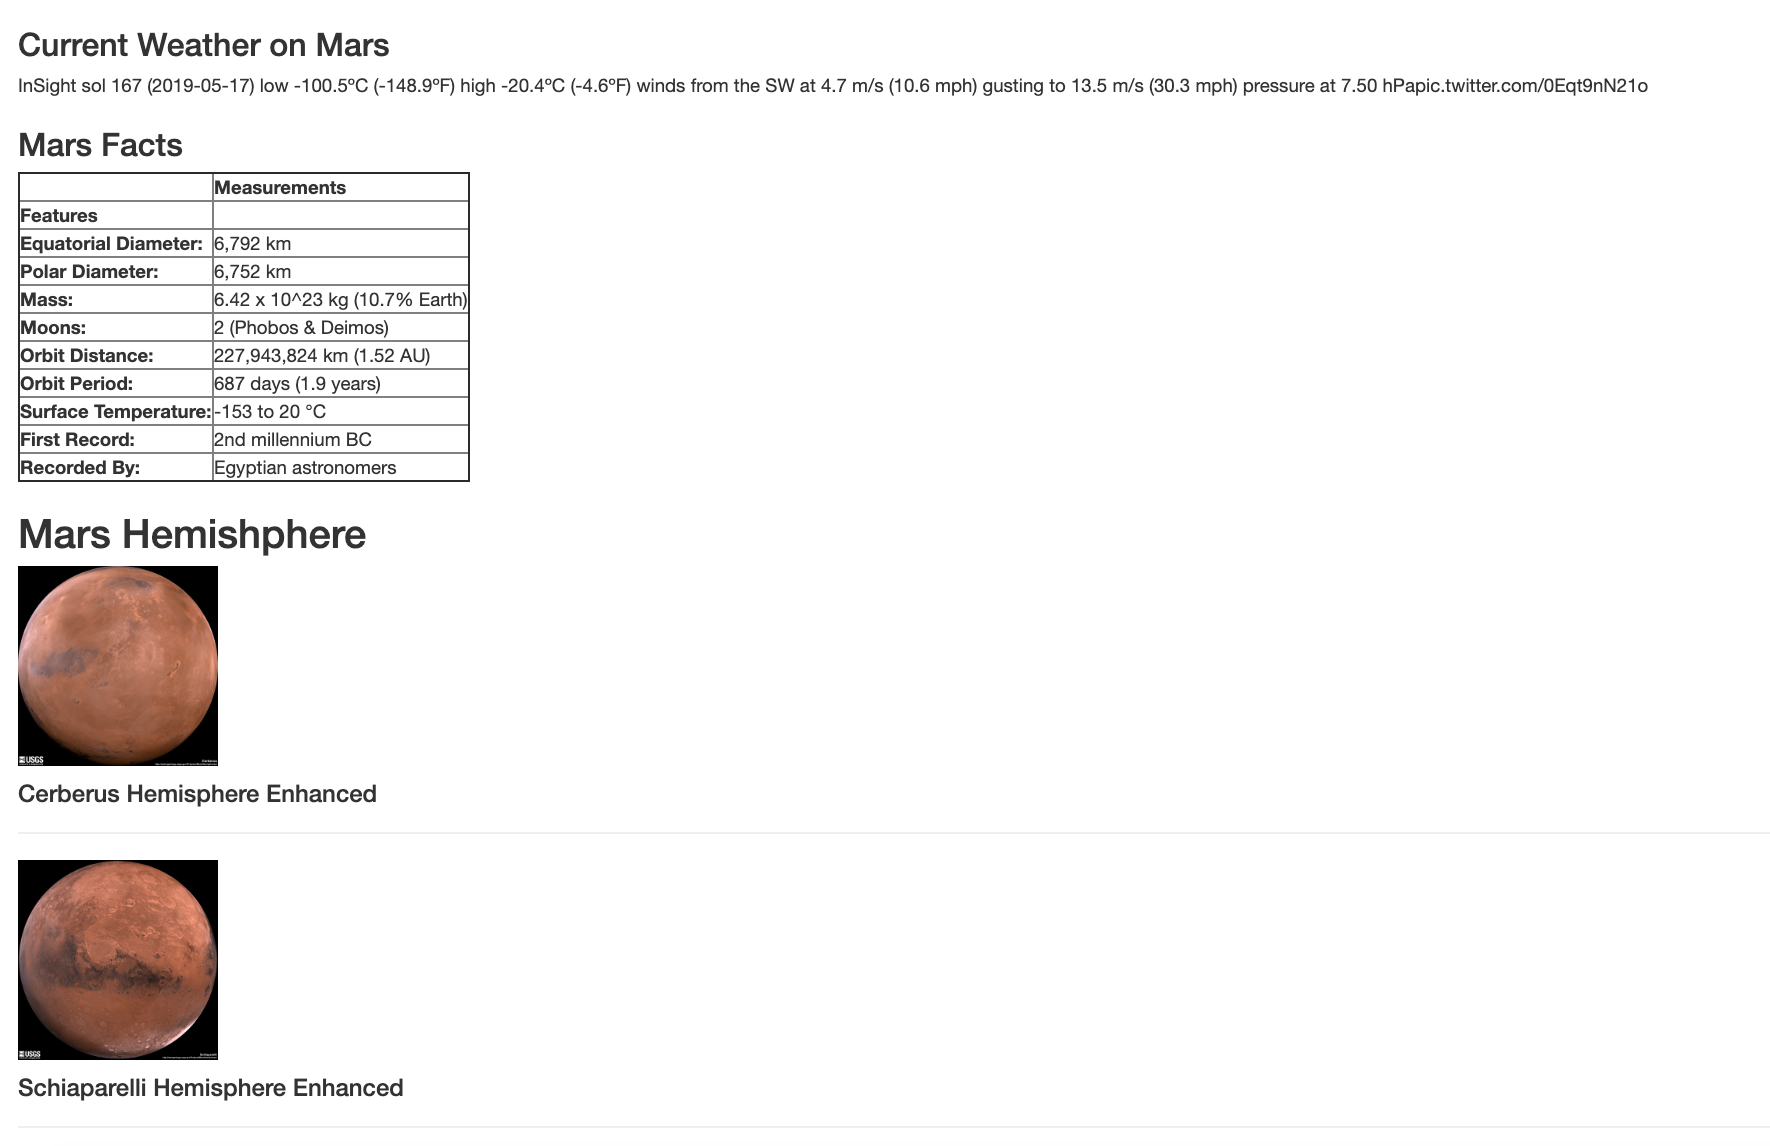 Current Weather on Mars
InSight sol 167 (2019-05-17) low -100.5ºC (-148.9ºF) high -20.4ºC (-4.6ºF) winds from the SW at 4.7 m/s (10.6 mph) gusting to 13.5 m/s (30.3 mph) pressure at 7.50 hPapic.twitter.com/0Eqt9nN21o
Mars Facts
Measurements
Features
Equatorial Diameter: 6,792 km
Polar Diameter: 6,752 km
Mass: 6.42 x 10^23 kg (10.7% Earth)
Moons: 2 (Phobos & Deimos)
Orbit Distance: 227,943,824 km (1.52 AU)
Orbit Period: 687 days (1.9 years)
Surface Temperature: -153 to 20 °C
First Record: 2nd millennium BC
Recorded By: Egyptian astronomers
Mars Hemishphere
USGS
Cerberus Hemisphere Enhanced
USGS
Schiaparelli Hemisphere Enhanced